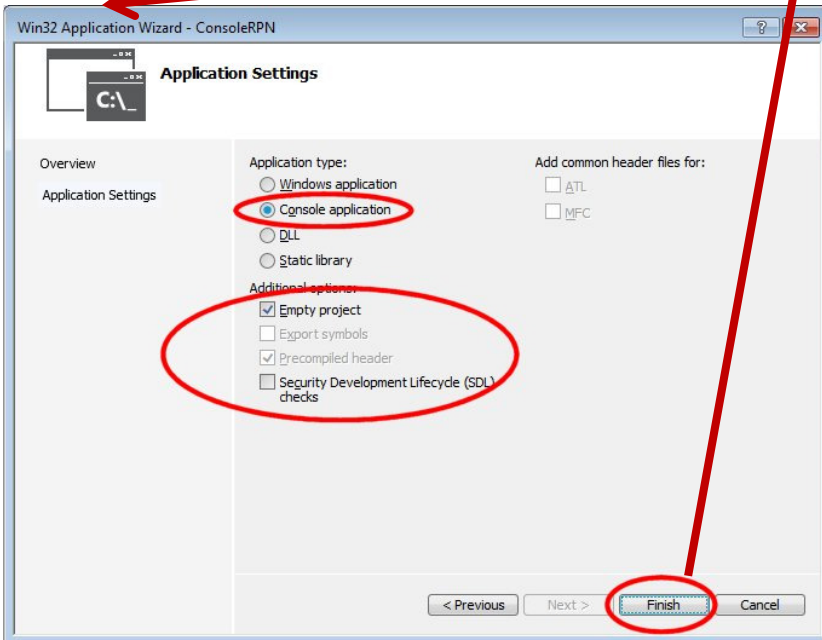 Win32 Application Wizard - ConsoleRPN
C:\_
Application Settings
Overview
Application Settings
Application type:
Windows application
Console application
DLL
Static library
Additional options:
Empty project
Export symbols
Precompiled header
Security Development Lifecycle (SDL)
checks
Add common header files for:
ATL
MFC
< Previous
Next >
Finish
Cancel